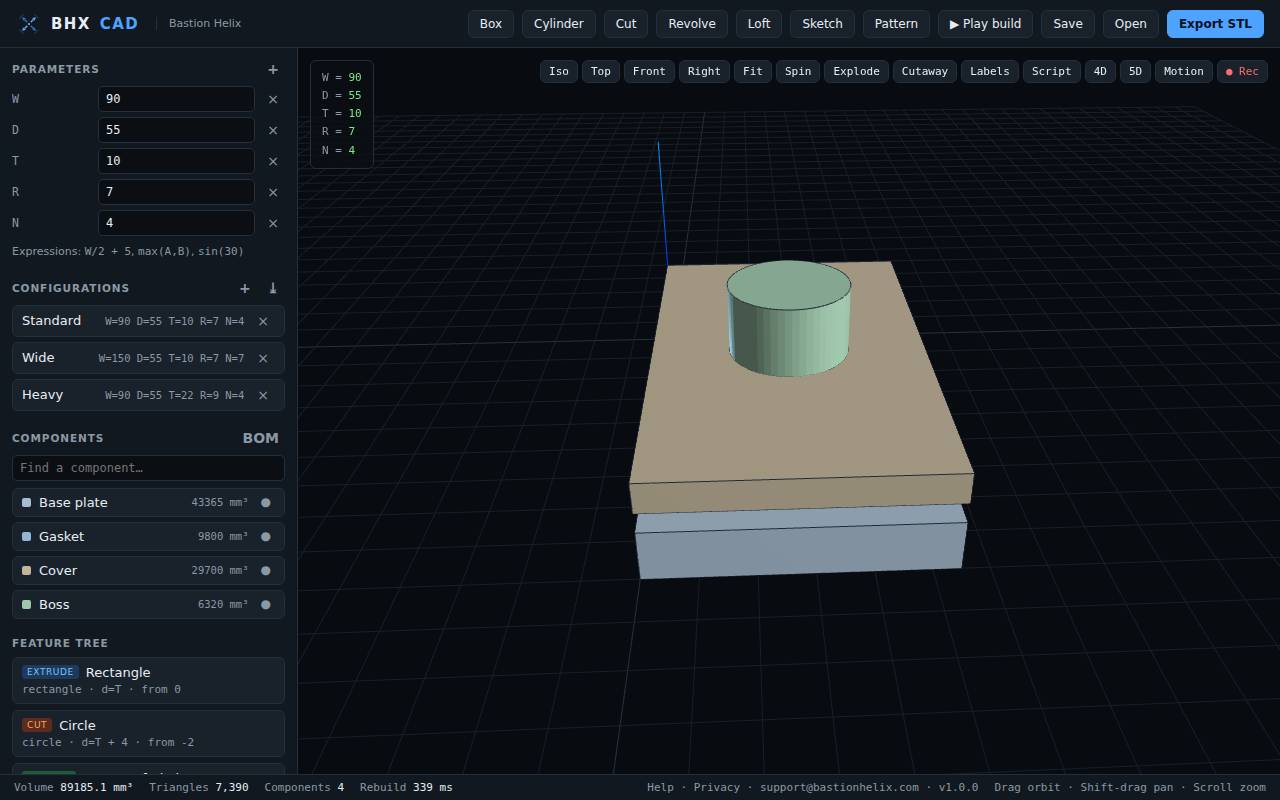 BHX CAD Bastion Helix Box Cylinder Cut Revolve Loft Sketch Pattern ▶ Play build Save Open Export STL
PARAMETERS +
W 90 ×
D 55 ×
T 10 ×
R 7 ×
N 4 ×
Expressions: W/2 + 5, max(A,B), sin(30)
CONFIGURATIONS + ⤓
Standard W=90 D=55 T=10 R=7 N=4 ×
Wide W=150 D=55 T=10 R=7 N=7 ×
Heavy W=90 D=55 T=22 R=9 N=4 ×
COMPONENTS BOM
Find a component…
Base plate 43365 mm³ ●
Gasket 9800 mm³ ●
Cover 29700 mm³ ●
Boss 6320 mm³ ●
FEATURE TREE
EXTRUDE Rectangle
rectangle · d=T · from 0
CUT Circle
circle · d=T + 4 · from -2
W = 90
D = 55
T = 10
R = 7
N = 4
Iso Top Front Right Fit Spin Explode Cutaway Labels Script 4D 5D Motion ● Rec
Volume 89185.1 mm³ Triangles 7,390 Components 4 Rebuild 339 ms Help · Privacy · support@bastionhelix.com · v1.0.0 Drag orbit · Shift-drag pan · Scroll zoom